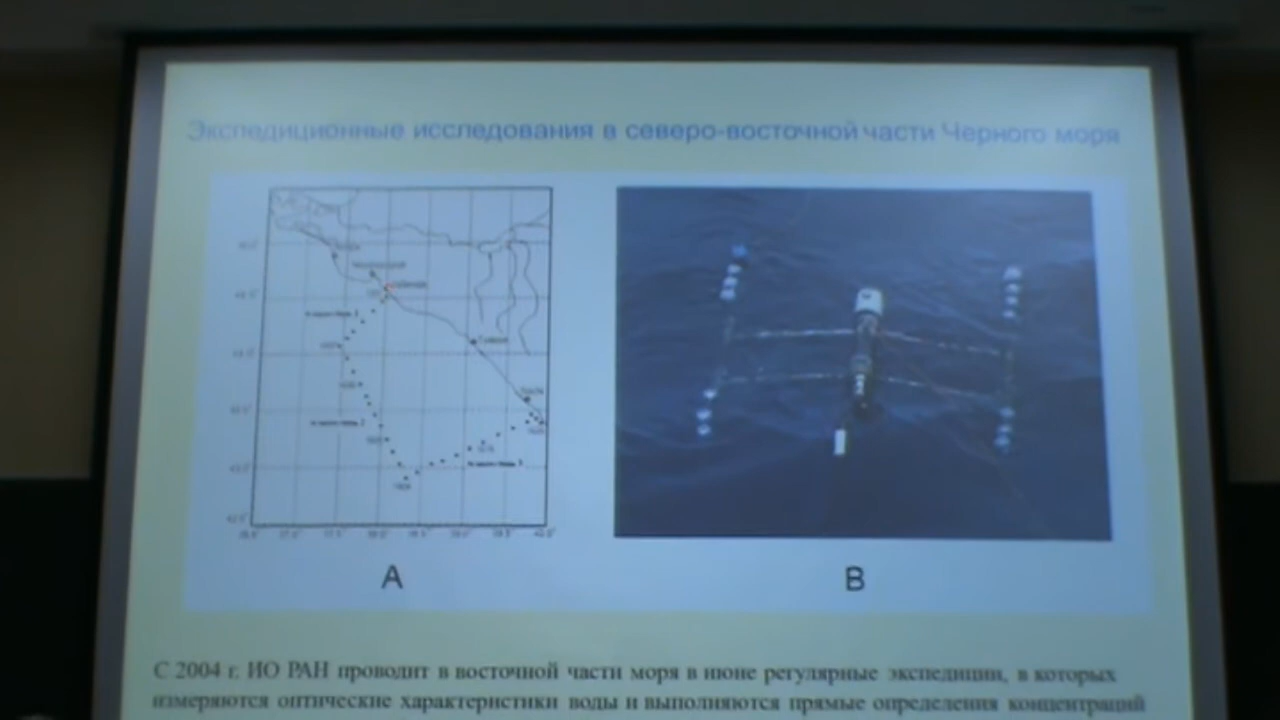 Экспедиционные исследования в северо-восточной части Черного моря
A
B
С 2004 г. ИО РАН проводит в восточной части моря в июне регулярные экспедиции, в которых
измеряются оптические характеристики воды и выполняются прямые определения концентраций